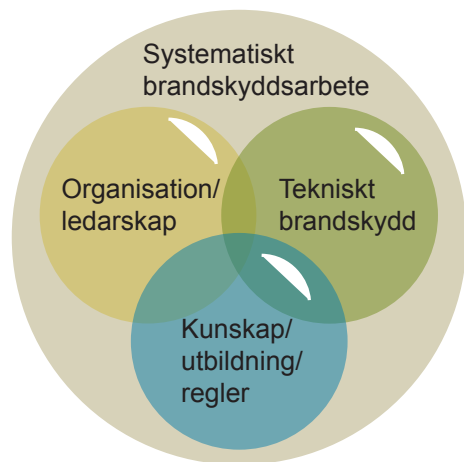 Systematiskt
brandskyddsarbete
Organisation/
ledarskap
Tekniskt
brandskydd
Kunskap/
utbildning/
regler